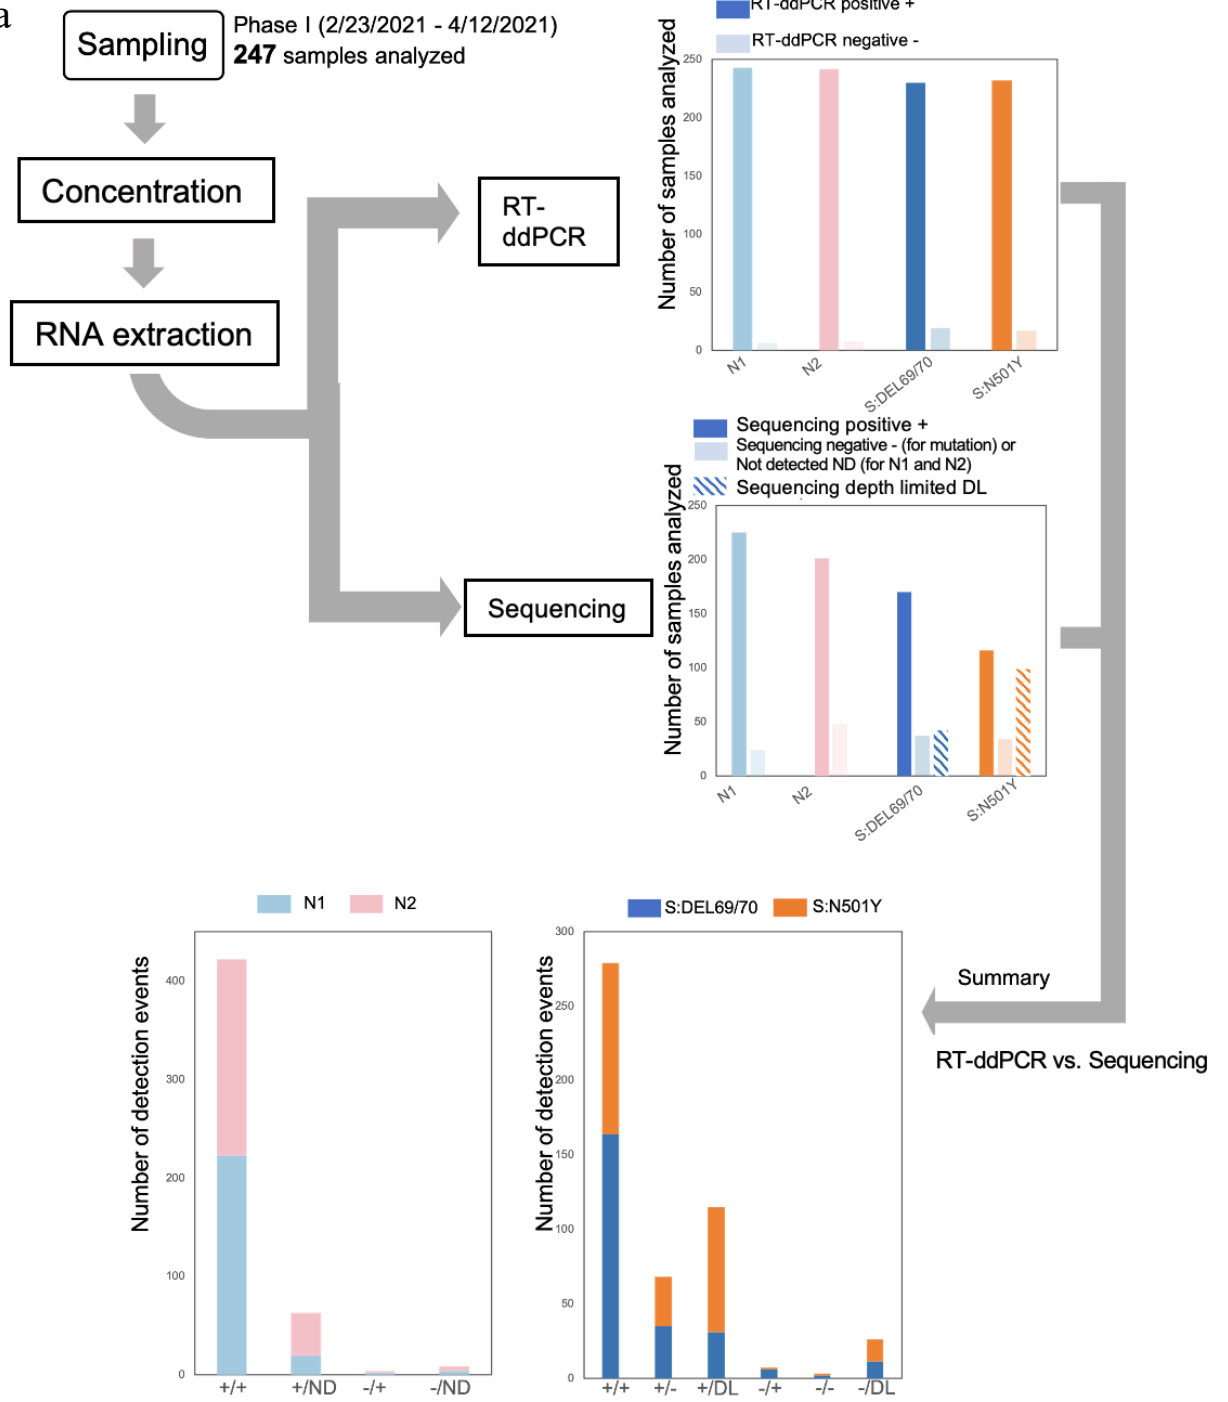 a
Sampling
Phase I (2/23/2021 - 4/12/2021)
247 samples analyzed
Concentration
RNA extraction
RT-
ddPCR
Sequencing
RT-ddPCR positive +
RT-ddPCR negative -
Number of samples analyzed
250
200
150
100
50
0
N1
N2
S:DEL69/70
S:N501Y
Sequencing positive +
Sequencing negative - (for mutation) or
Not detected ND (for N1 and N2)
Sequencing depth limited DL
Number of samples analyzed
250
200
150
100
50
0
N1
N2
S:DEL69/70
S:N501Y
Summary
RT-ddPCR vs. Sequencing
N1 N2
Number of detection events
400
300
200
100
0
+/+ +/ND -/+ -/ND
S:DEL69/70 S:N501Y
Number of detection events
300
250
200
150
100
50
0
+/+ +/- +/DL -/+ -/- -/DL